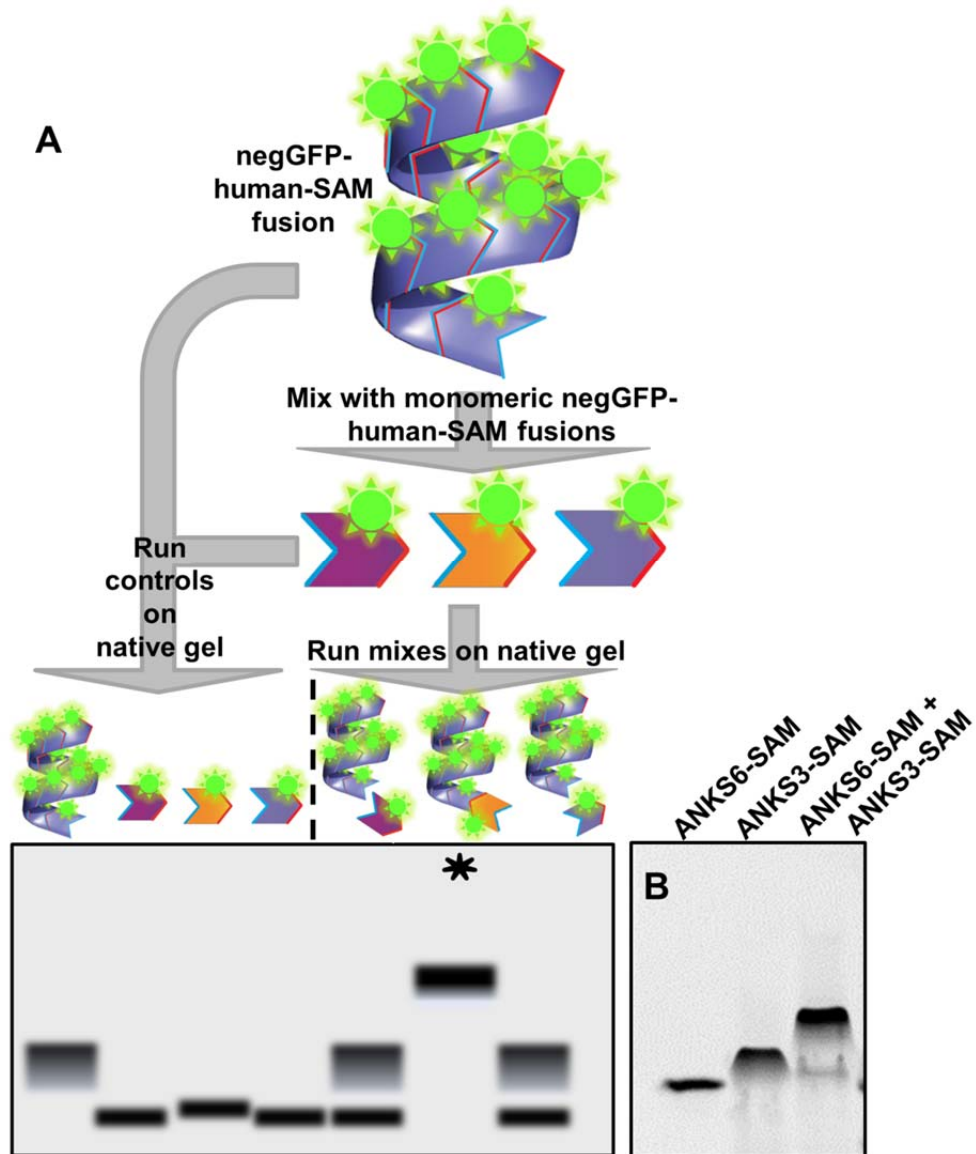 A
negGFP-
human-SAM
fusion
Mix with monomeric negGFP-
human-SAM fusions
Run
controls
on
native gel
Run mixes on native gel
*
B
ANKS6-SAM
ANKS3-SAM
ANKS6-SAM +
ANKS3-SAM